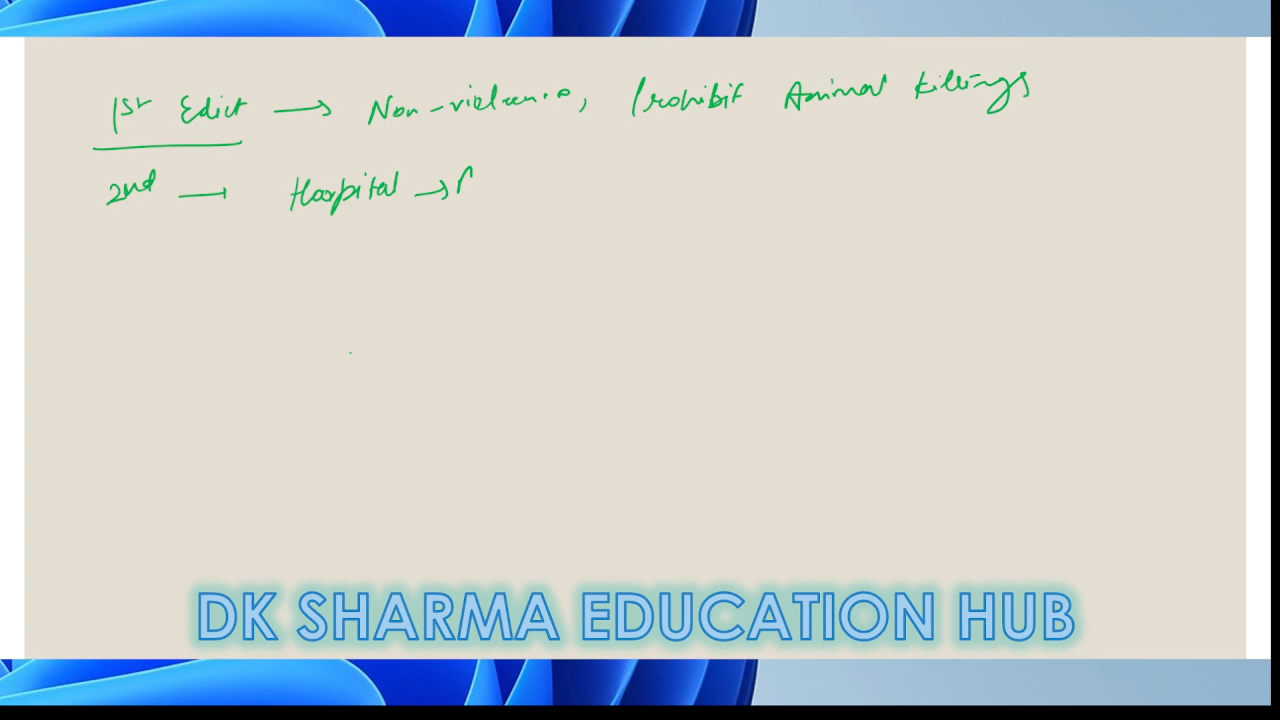 1st Edict → Non-violence, Prohibit Animal Killings
2nd → Hospital →
DK SHARMA EDUCATION HUB